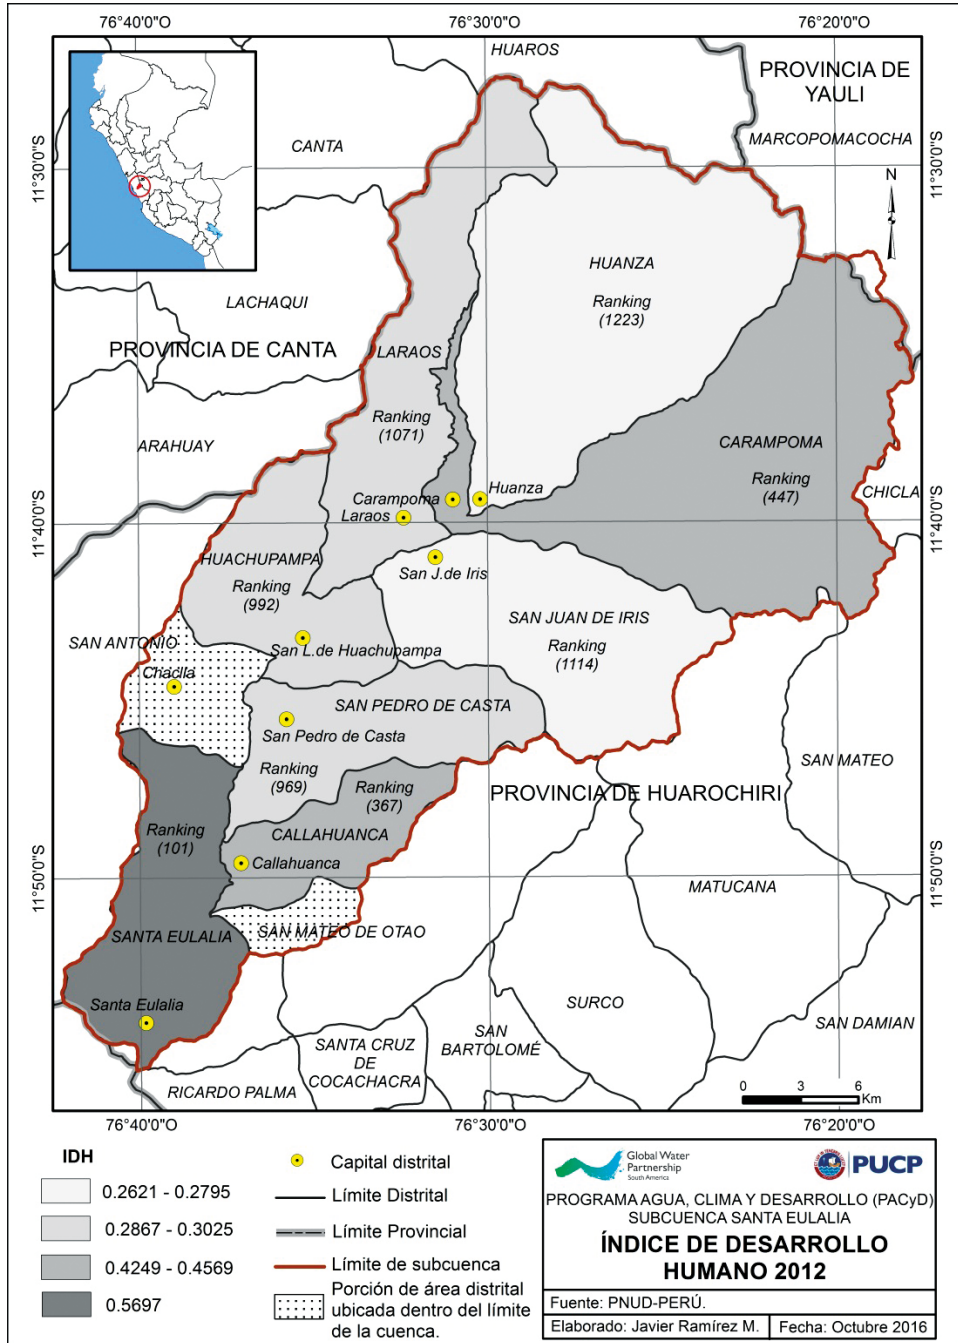 76°40'0"O
76°30'0"O
76°20'0"O
HUAROS
PROVINCIA DE
YAULI
MARCOPOMACOCHA
CANTA
11°30'0"S
11°30'0"S
N
HUANZA
Ranking
(1223)
LACHAQUI
PROVINCIA DE CANTA
LARAOS
Ranking
(1071)
ARAHUAY
CARAMPOMA
Ranking
(447)
CHICLA
Huanza
Carampoma
Laraos
11°40'0"S
11°40'0"S
HUACHUPAMPA
Ranking
(992)
San J.de Iris
SAN JUAN DE IRIS
Ranking
(1114)
SAN ANTONIO
Chaclla
San L.de Huachupampa
SAN PEDRO DE CASTA
San Pedro de Casta
Ranking
(969)
SAN MATEO
Ranking
(367)
PROVINCIA DE HUAROCHIRI
Ranking
(101)
CALLAHUANCA
Callahuanca
11°50'0"S
11°50'0"S
MATUCANA
SANTA EULALIA
SAN MATEO DE OTAO
Santa Eulalia
SURCO
SAN DAMIAN
SAN
BARTOLOMÉ
SANTA CRUZ
DE
COCACHACRA
RICARDO PALMA
0 3 6
Km
76°40'0"O
76°30'0"O
76°20'0"O
IDH
0.2621 - 0.2795
0.2867 - 0.3025
0.4249 - 0.4569
0.5697
Capital distrital
Límite Distrital
Límite Provincial
Límite de subcuenca
Porción de área distrital
ubicada dentro del límite
de la cuenca.
Global Water
Partnership
South America
PUCP
PROGRAMA AGUA, CLIMA Y DESARROLLO (PACyD)
SUBCUENCA SANTA EULALIA
ÍNDICE DE DESARROLLO
HUMANO 2012
Fuente: PNUD-PERÚ.
Elaborado: Javier Ramírez M.
Fecha: Octubre 2016